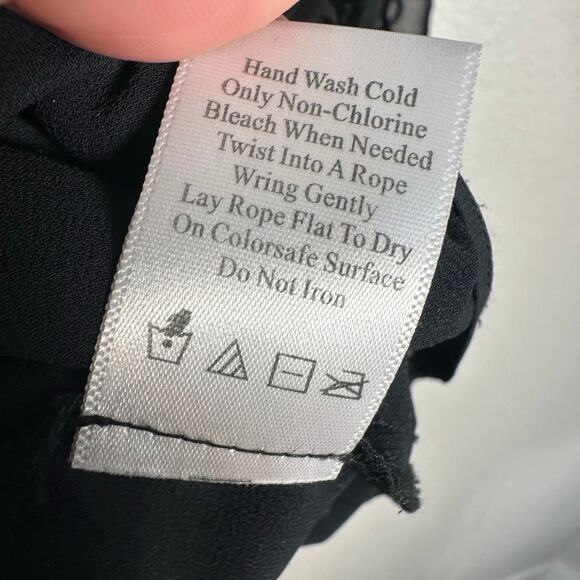 Hand Wash Cold
Only Non-Chlorine
Bleach When Needed
Twist Into A Rope
Wring Gently
Lay Rope Flat To Dry
On Colorsafe Surface
Do Not Iron